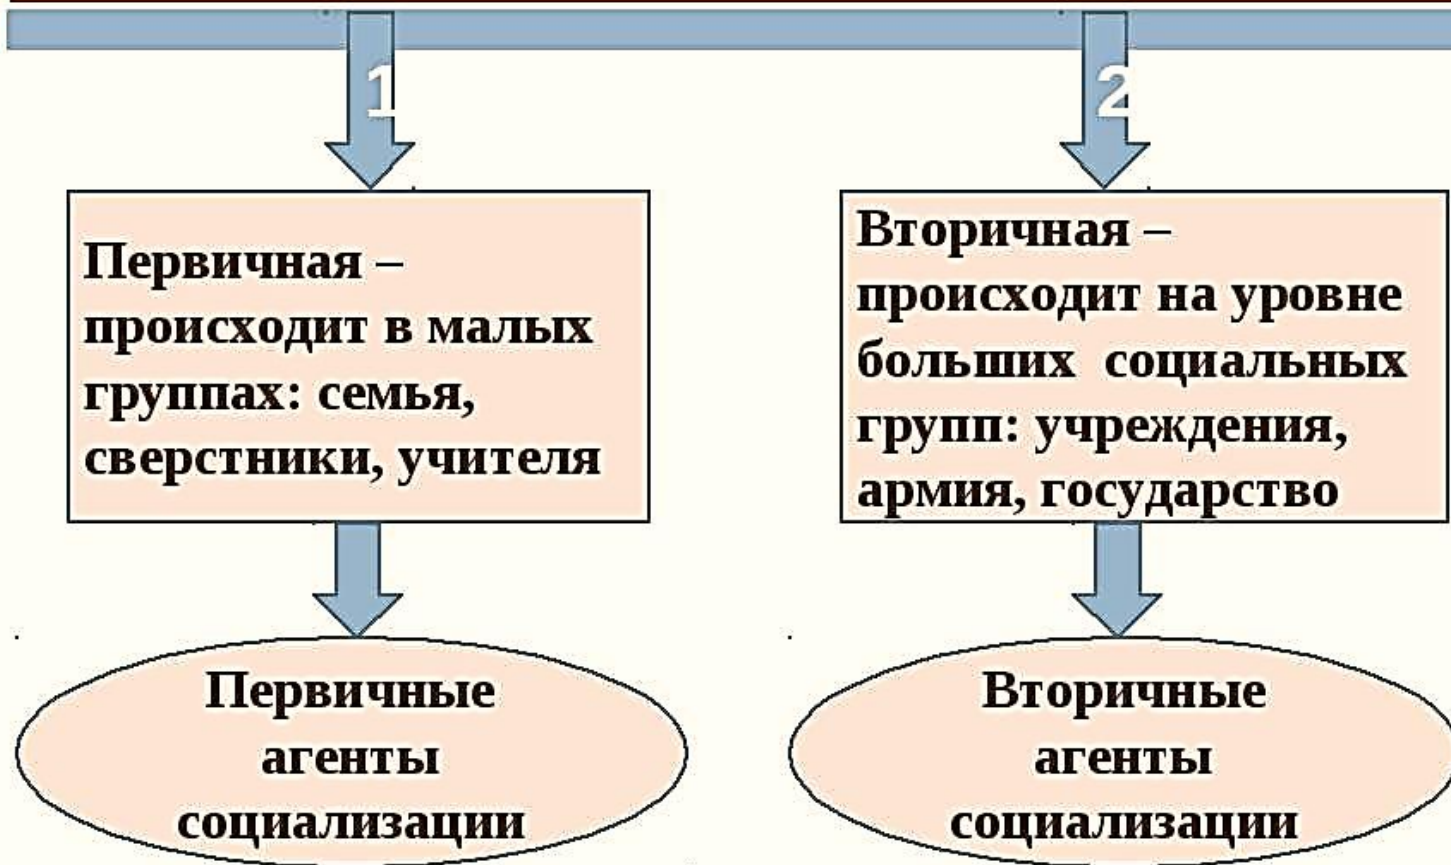 1
2
Первичная –
происходит в малых
группах: семья,
сверстники, учителя
Вторичная –
происходит на уровне
больших социальных
групп: учреждения,
армия, государство
Первичные
агенты
социализации
Вторичные
агенты
социализации